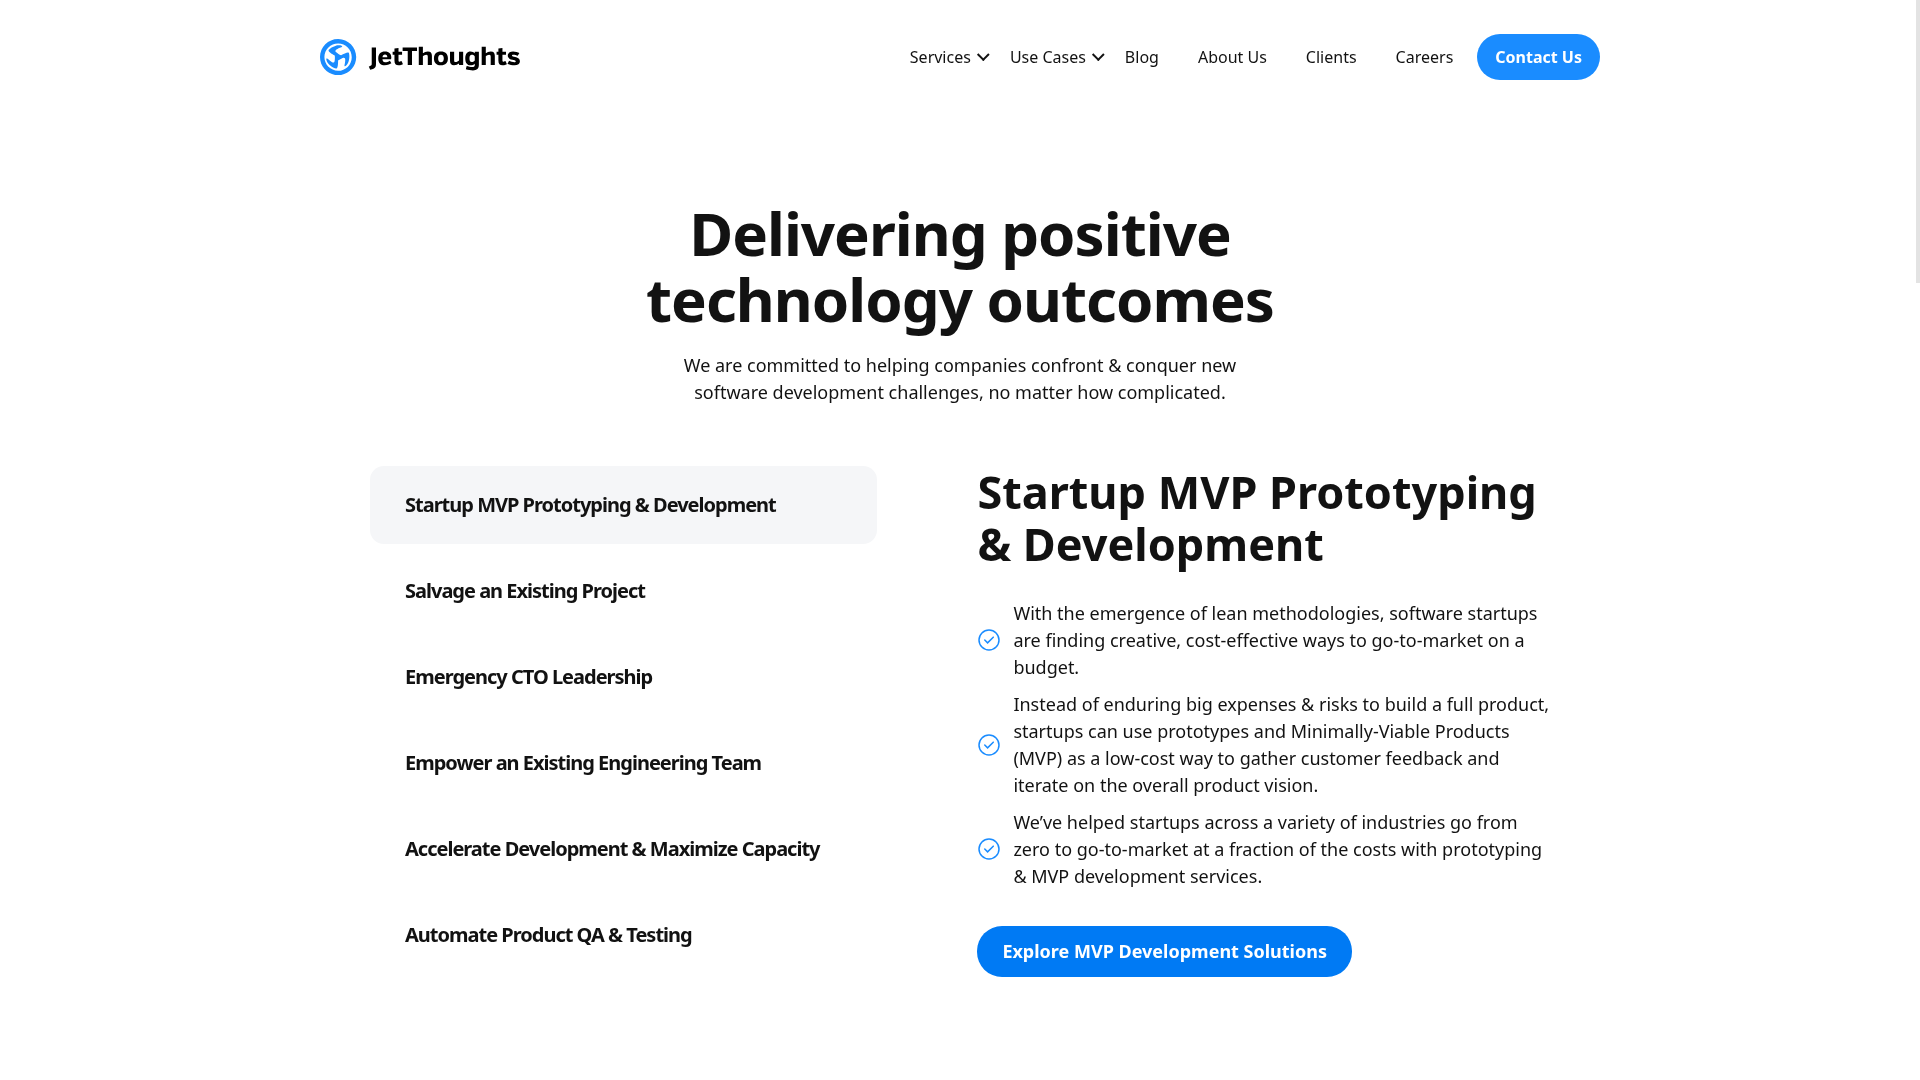 JetThoughts
Services Use Cases Blog About Us Clients Careers Contact Us
Delivering positive
technology outcomes
We are committed to helping companies confront & conquer new
software development challenges, no matter how complicated.
Startup MVP Prototyping & Development
Salvage an Existing Project
Emergency CTO Leadership
Empower an Existing Engineering Team
Accelerate Development & Maximize Capacity
Automate Product QA & Testing
Startup MVP Prototyping
& Development
With the emergence of lean methodologies, software startups
are finding creative, cost-effective ways to go-to-market on a
budget.
Instead of enduring big expenses & risks to build a full product,
startups can use prototypes and Minimally-Viable Products
(MVP) as a low-cost way to gather customer feedback and
iterate on the overall product vision.
We’ve helped startups across a variety of industries go from
zero to go-to-market at a fraction of the costs with prototyping
& MVP development services.
Explore MVP Development Solutions